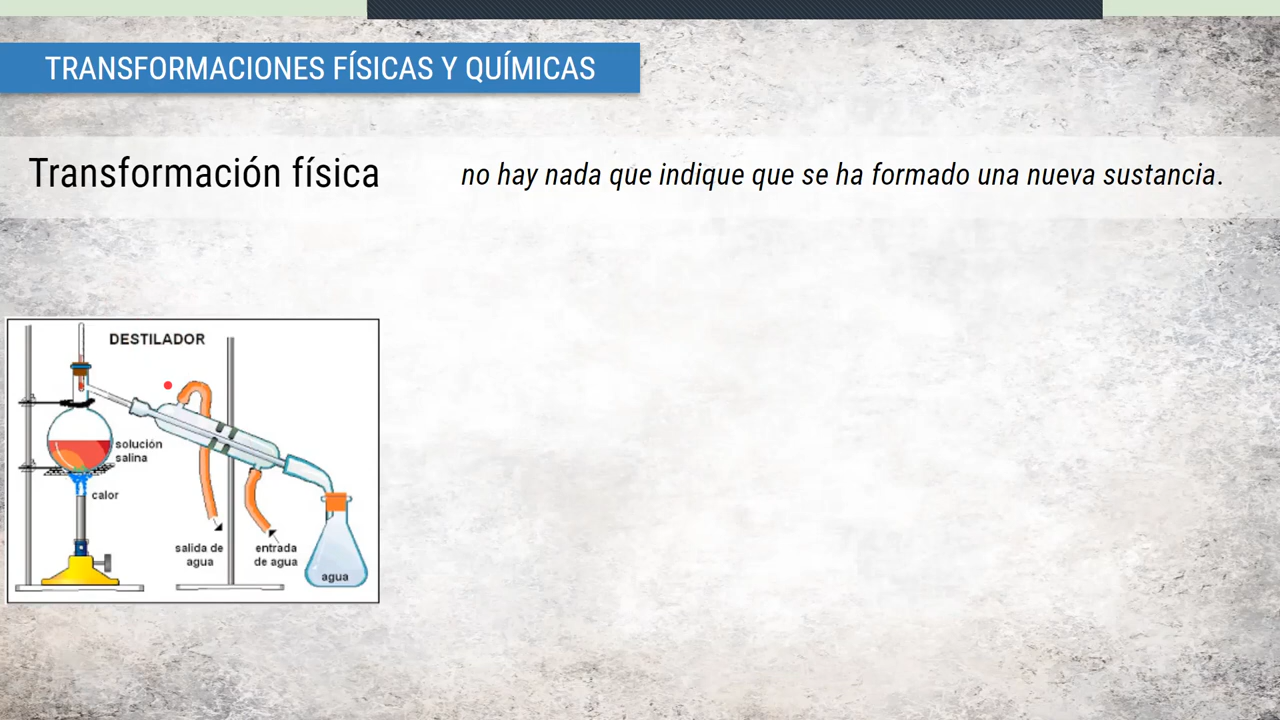 TRANSFORMACIONES FÍSICAS Y QUÍMICAS
Transformación física
no hay nada que indique que se ha formado una nueva sustancia.
DESTILADOR
solución
salina
calor
salida de
agua
entrada
de agua
agua